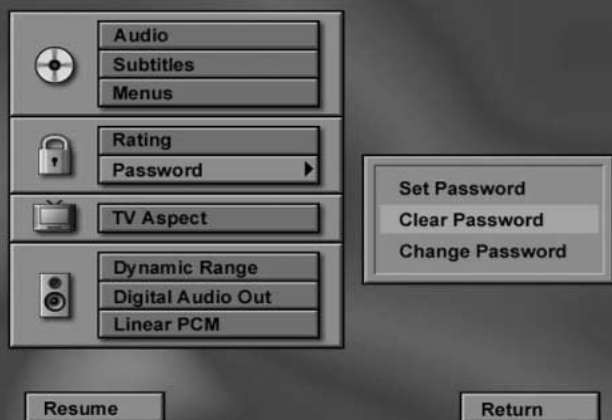 Audio
Subtitles
Menus
Rating
Password
TV Aspect
Dynamic Range
Digital Audio Out
Linear PCM
Set Password
Clear Password
Change Password
Resume
Return